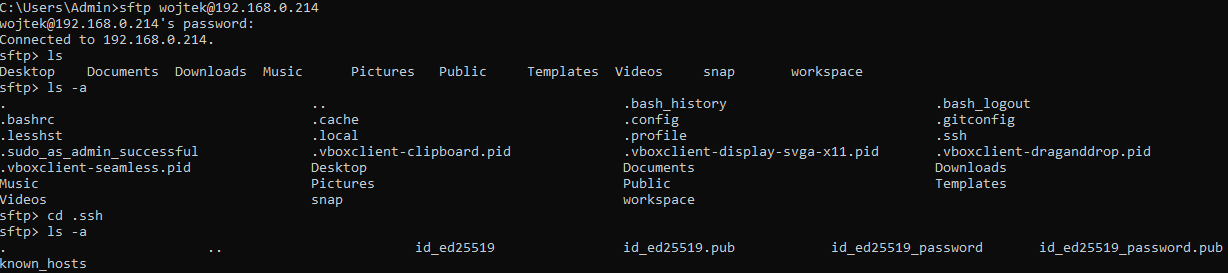 C:\Users\Admin>sftp wojtek@192.168.0.214
wojtek@192.168.0.214's password:
Connected to 192.168.0.214.
sftp> ls
Desktop    Documents  Downloads  Music      Pictures   Public     Templates  Videos     snap       workspace
sftp> ls -a
.                                      ..                                     .bash_history                          .bash_logout
.bashrc                                .cache                                 .config                                .gitconfig
.lesshst                               .local                                 .profile                               .ssh
.sudo_as_admin_successful              .vboxclient-clipboard.pid              .vboxclient-display-svga-x11.pid       .vboxclient-draganddrop.pid
.vboxclient-seamless.pid               Desktop                                Documents                              Downloads
Music                                  Pictures                               Public                                 Templates
Videos                                 snap                                   workspace
sftp> cd .ssh
sftp> ls -a
.                         ..                        id_ed25519                id_ed25519.pub            id_ed25519_password       id_ed25519_password.pub
known_hosts